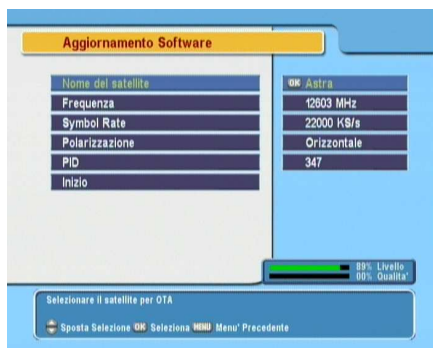 Aggiornamento Software
Nome del satellite OK Astra
Frequenza 12603 MHz
Symbol Rate 22000 KS/s
Polarizzazione Orizzontale
PID 347
Inizio
89% Livello
00% Qualita'
Selezionare il satellite per OTA
Sposta Selezione OK Seleziona MENU Menu' Precedente